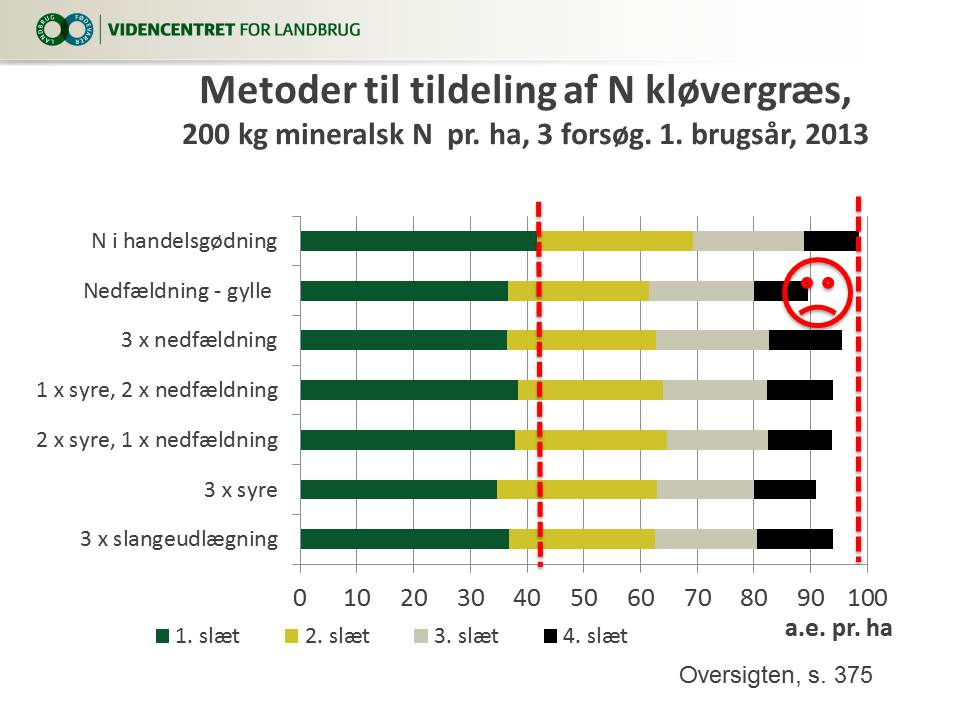 LANDBRUG FØDEVARER
VIDENCENTRET FOR LANDBRUG
Metoder til tildeling af N kløvergræs,
200 kg mineralsk N pr. ha, 3 forsøg. 1. brugsår, 2013
N i handelsgødning
Nedfældning - gylle
3 x nedfældning
1 x syre, 2 x nedfældning
2 x syre, 1 x nedfældning
3 x syre
3 x slangeudlægning
0 10 20 30 40 50 60 70 80 90 100
a.e. pr. ha
1. slæt 2. slæt 3. slæt 4. slæt
Oversigten, s. 375